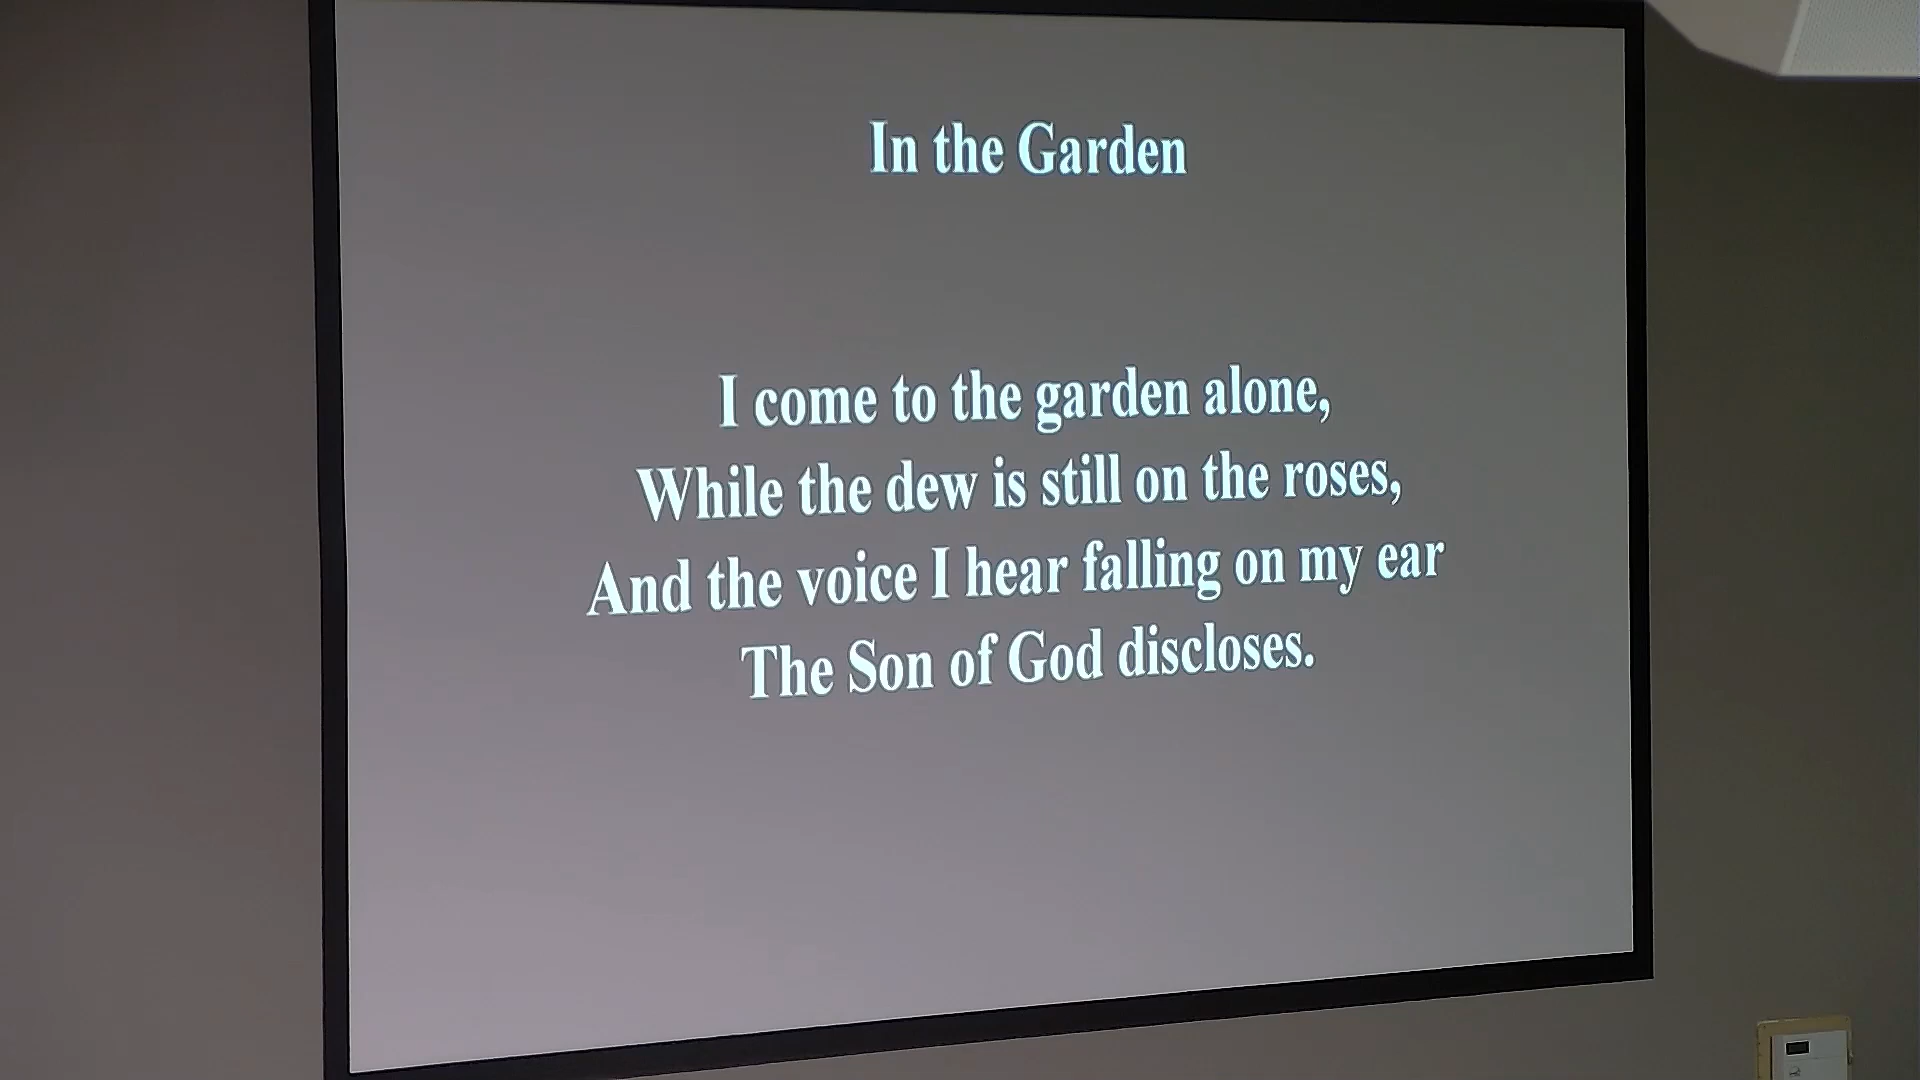 In the Garden
I come to the garden alone,
While the dew is still on the roses,
And the voice I hear falling on my ear
The Son of God discloses.